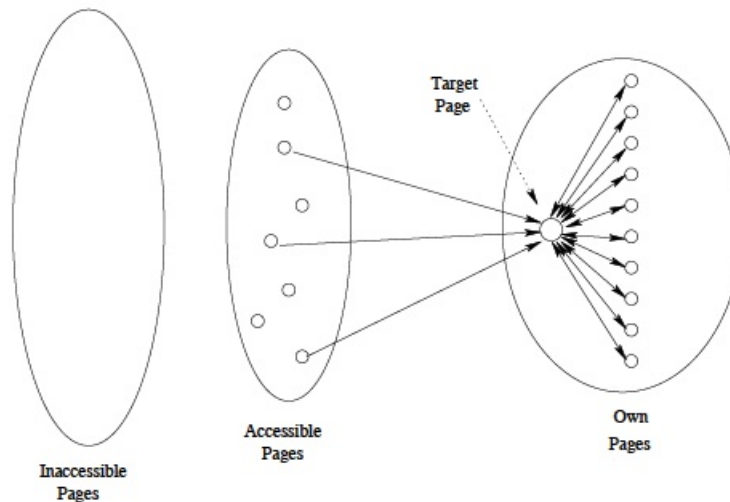 Target
Page
Accessible
Pages
Own
Pages
Inaccessible
Pages